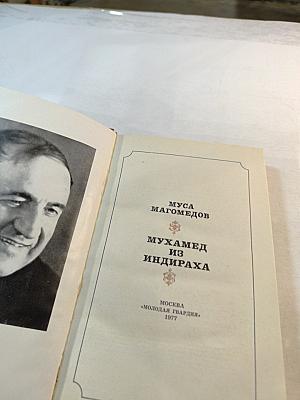 МУСА
МАГОМЕДОВ
МУХАМЕД
ИЗ
ИНДИРАХА
МОСКВА
«МОЛОДАЯ ГВАРДИЯ»
1977